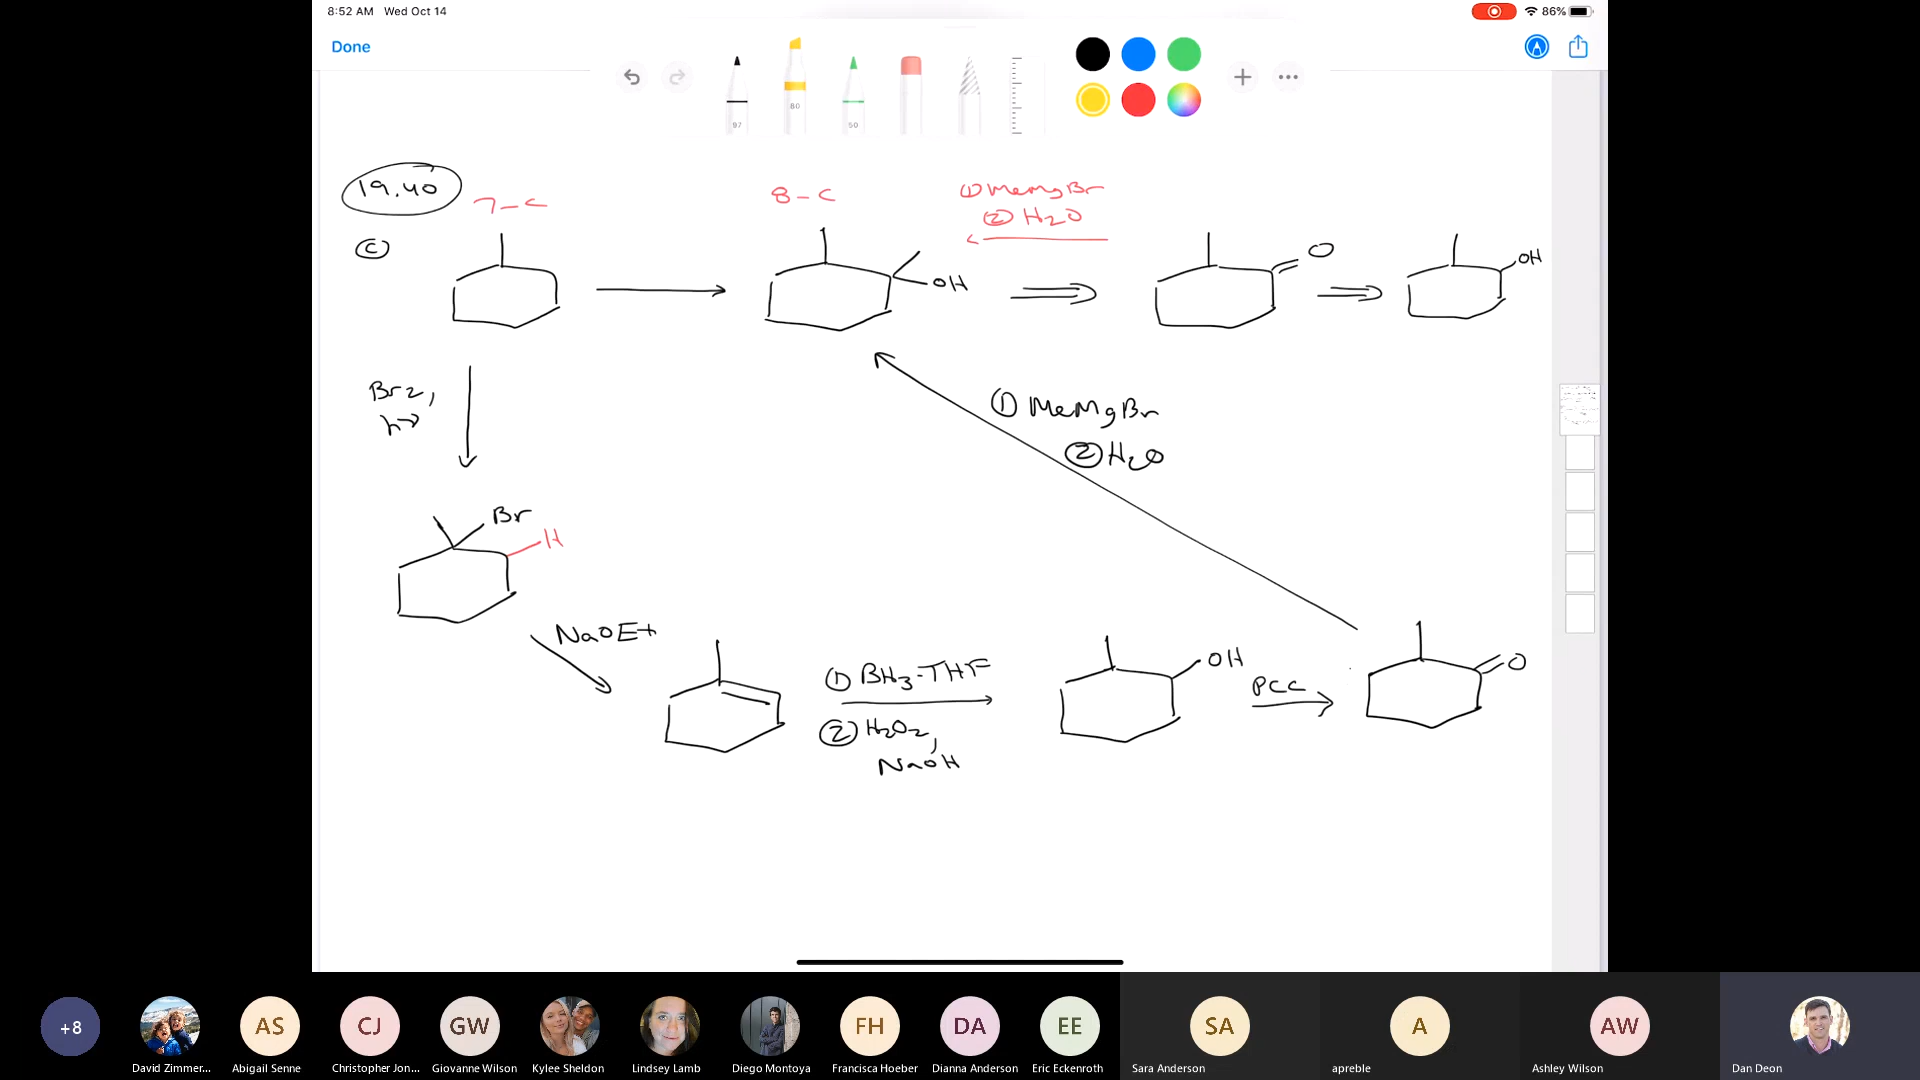 8:52 AM Wed Oct 14
86%
Done
97
80
50
19.40
7-C
8-C
① MeMgBr
② H2O
(C)
OH
O
OH
Br2,
hν
① MeMgBr
② H2O
Br
H
NaOEt
① BH3-THF
② H2O2,
NaOH
OH
PCC
O
+8
AS
CJ
GW
FH
DA
EE
SA
A
AW
David Zimmer...
Abigail Senne
Christopher Jon...
Giovanne Wilson
Kylee Sheldon
Lindsey Lamb
Diego Montoya
Francisca Hoeber
Dianna Anderson
Eric Eckenroth
Sara Anderson
apreble
Ashley Wilson
Dan Deon